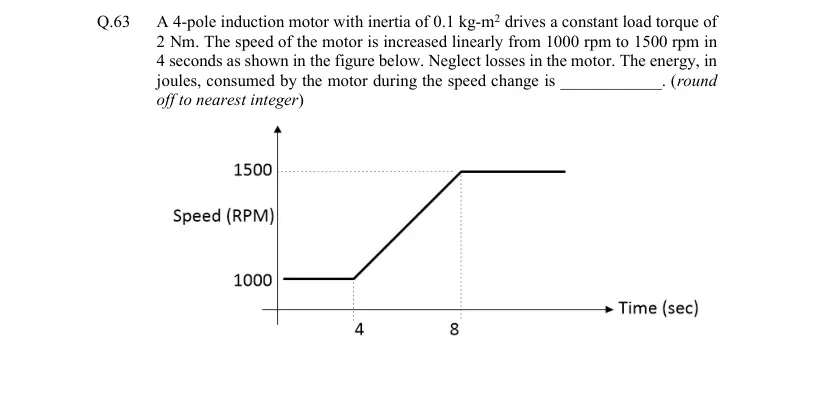 Q.63 A 4-pole induction motor with inertia of 0.1 kg-m² drives a constant load torque of
2 Nm. The speed of the motor is increased linearly from 1000 rpm to 1500 rpm in
4 seconds as shown in the figure below. Neglect losses in the motor. The energy, in
joules, consumed by the motor during the speed change is ____________. (round
off to nearest integer)
1500
Speed (RPM)
1000
Time (sec)
4 8